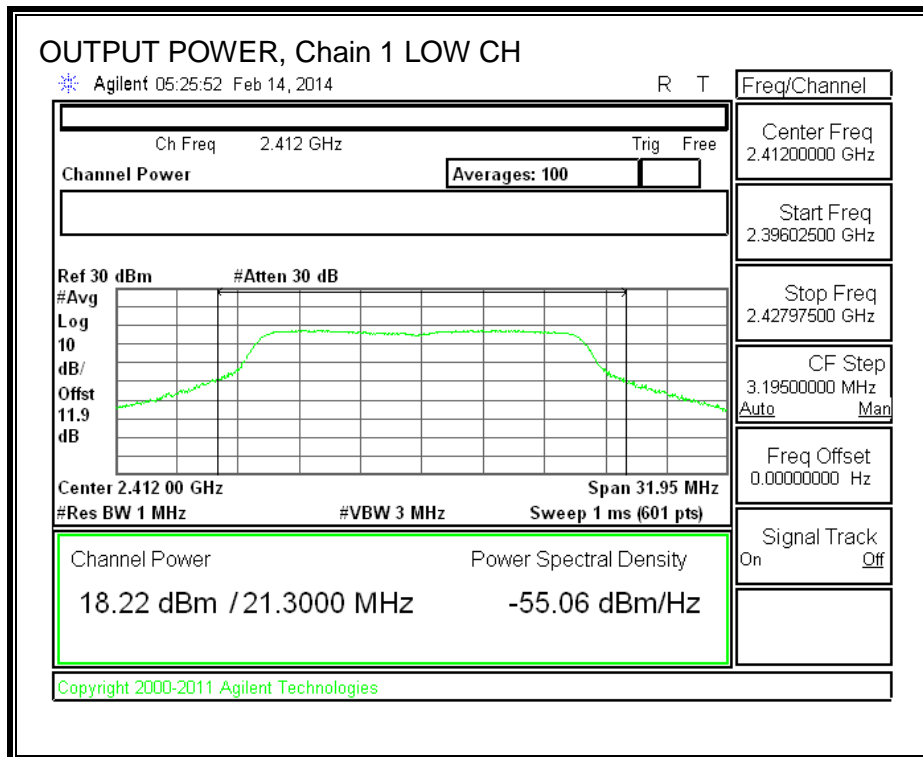 OUTPUT POWER, Chain 1 LOW CH
Agilent 05:25:52 Feb 14, 2014 R T
Freq/Channel
Ch Freq 2.412 GHz Trig Free
Channel Power Averages: 100
Center Freq
2.41200000 GHz
Start Freq
2.39602500 GHz
Stop Freq
2.42797500 GHz
CF Step
3.19500000 MHz
Auto Man
Freq Offset
0.00000000 Hz
Signal Track
On Off
Ref 30 dBm #Atten 30 dB
#Avg
Log
10
dB/
Offst
11.9
dB
Center 2.412 00 GHz Span 31.95 MHz
#Res BW 1 MHz #VBW 3 MHz Sweep 1 ms (601 pts)
Channel Power Power Spectral Density
18.22 dBm / 21.3000 MHz -55.06 dBm/Hz
Copyright 2000-2011 Agilent Technologies